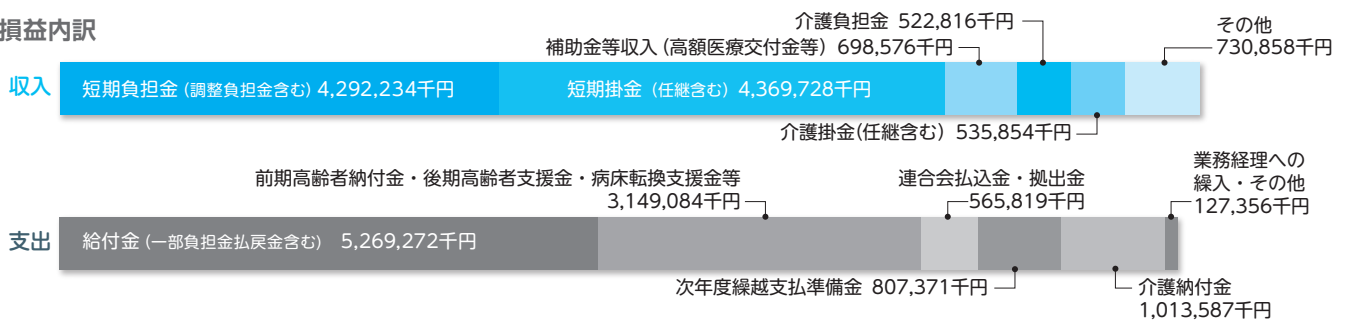 損益内訳
介護負担金 522,816千円
その他
730,858千円
補助金等収入(高額医療交付金等) 698,576千円
収入
短期負担金(調整負担金含む)4,292,234千円
短期掛金(任継含む)4,369,728千円
介護掛金(任継含む) 535,854千円
業務経理への
繰入・その他
127,356千円
前期高齢者納付金・後期高齢者支援金・病床転換支援金等
3,149,084千円
連合会払込金・拠出金
565,819千円
支出
給付金(一部負担金払戻金含む) 5,269,272千円
次年度繰越支払準備金 807,371千円
介護納付金
1,013,587千円